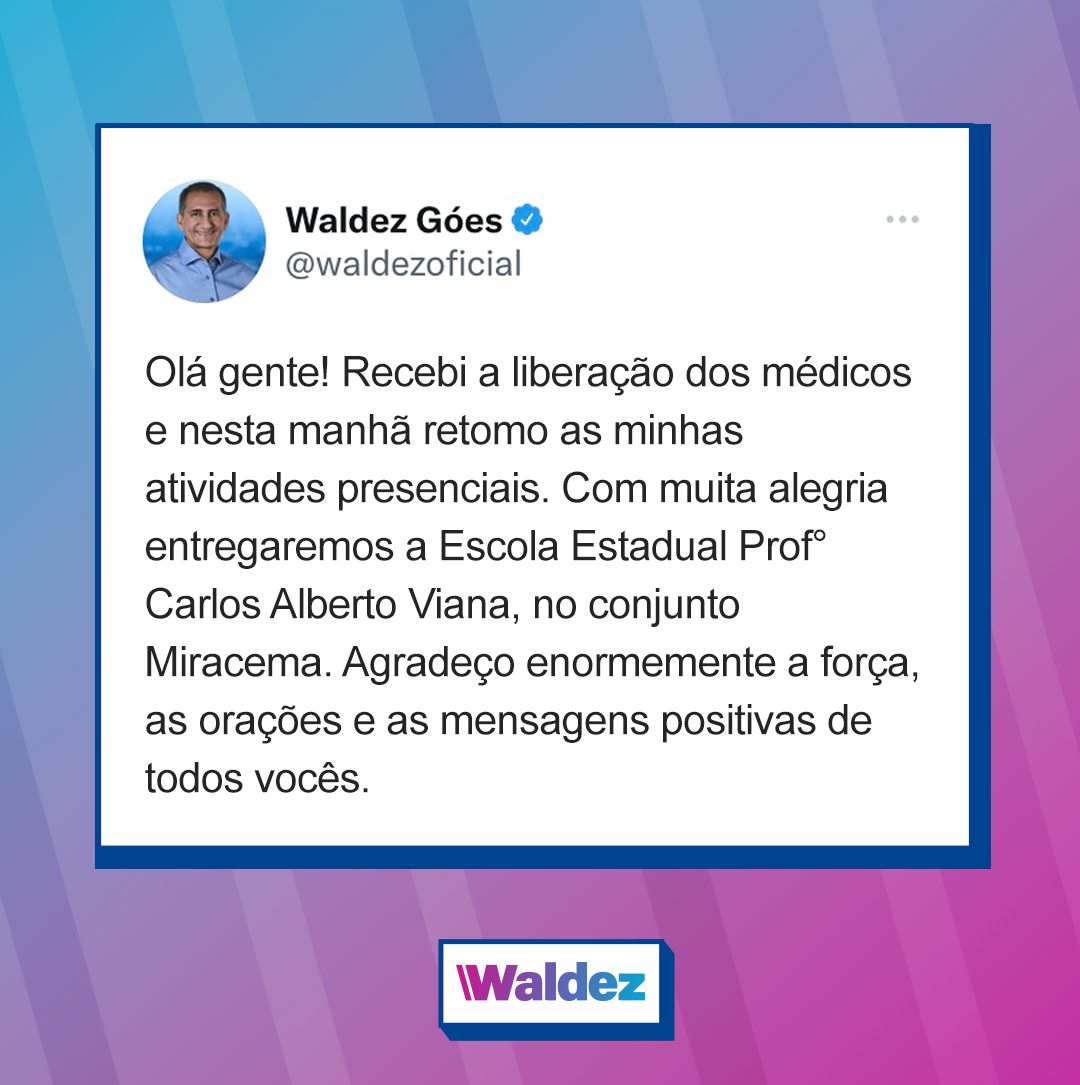 Waldez Góes
@waldezoficial
Olá gente! Recebi a liberação dos médicos
e nesta manhã retomo as minhas
atividades presenciais. Com muita alegria
entregaremos a Escola Estadual Prof°
Carlos Alberto Viana, no conjunto
Miracema. Agradeço enormemente a força,
as orações e as mensagens positivas de
todos vocês.
Waldez